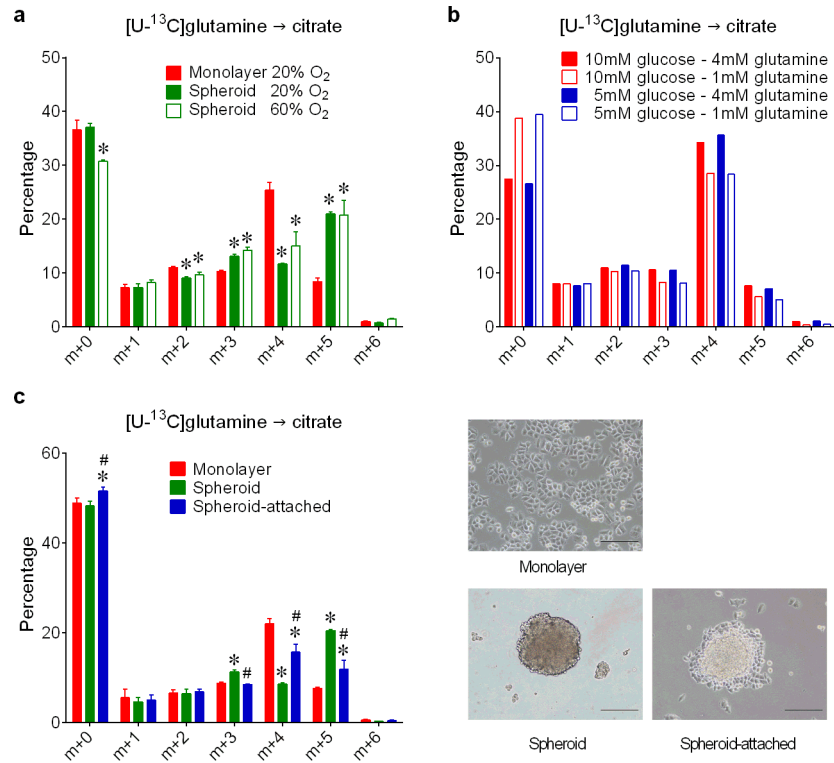 a
[U-¹³C]glutamine → citrate
Percentage
50
40
30
20
10
0
Monolayer 20% O₂
Spheroid 20% O₂
Spheroid 60% O₂
*
* *
* *
* *
* *
m+0 m+1 m+2 m+3 m+4 m+5 m+6
b
[U-¹³C]glutamine → citrate
Percentage
50
40
30
20
10
0
10mM glucose - 4mM glutamine
10mM glucose - 1mM glutamine
5mM glucose - 4mM glutamine
5mM glucose - 1mM glutamine
m+0 m+1 m+2 m+3 m+4 m+5 m+6
c
[U-¹³C]glutamine → citrate
Percentage
60
40
20
0
Monolayer
Spheroid
Spheroid-attached
#
*
* #
#
* *
* #
*
m+0 m+1 m+2 m+3 m+4 m+5 m+6
Monolayer
Spheroid
Spheroid-attached